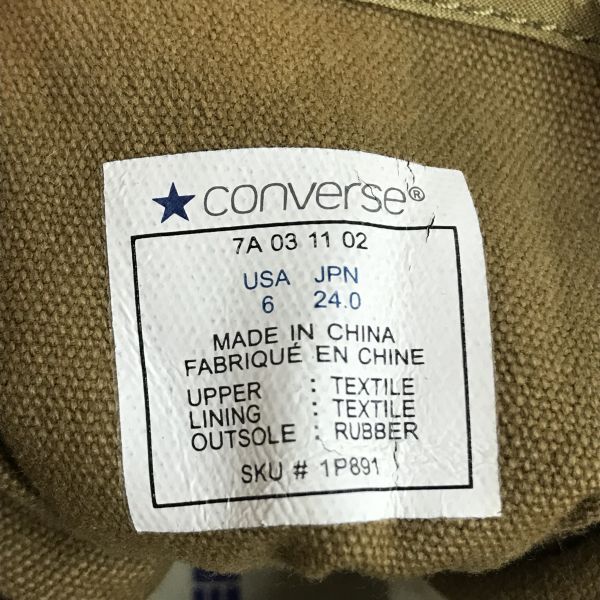 converse®
7A 03 11 02
USA JPN
6 24.0
MADE IN CHINA
FABRIQUÉ EN CHINE
UPPER : TEXTILE
LINING : TEXTILE
OUTSOLE : RUBBER
SKU # 1P891